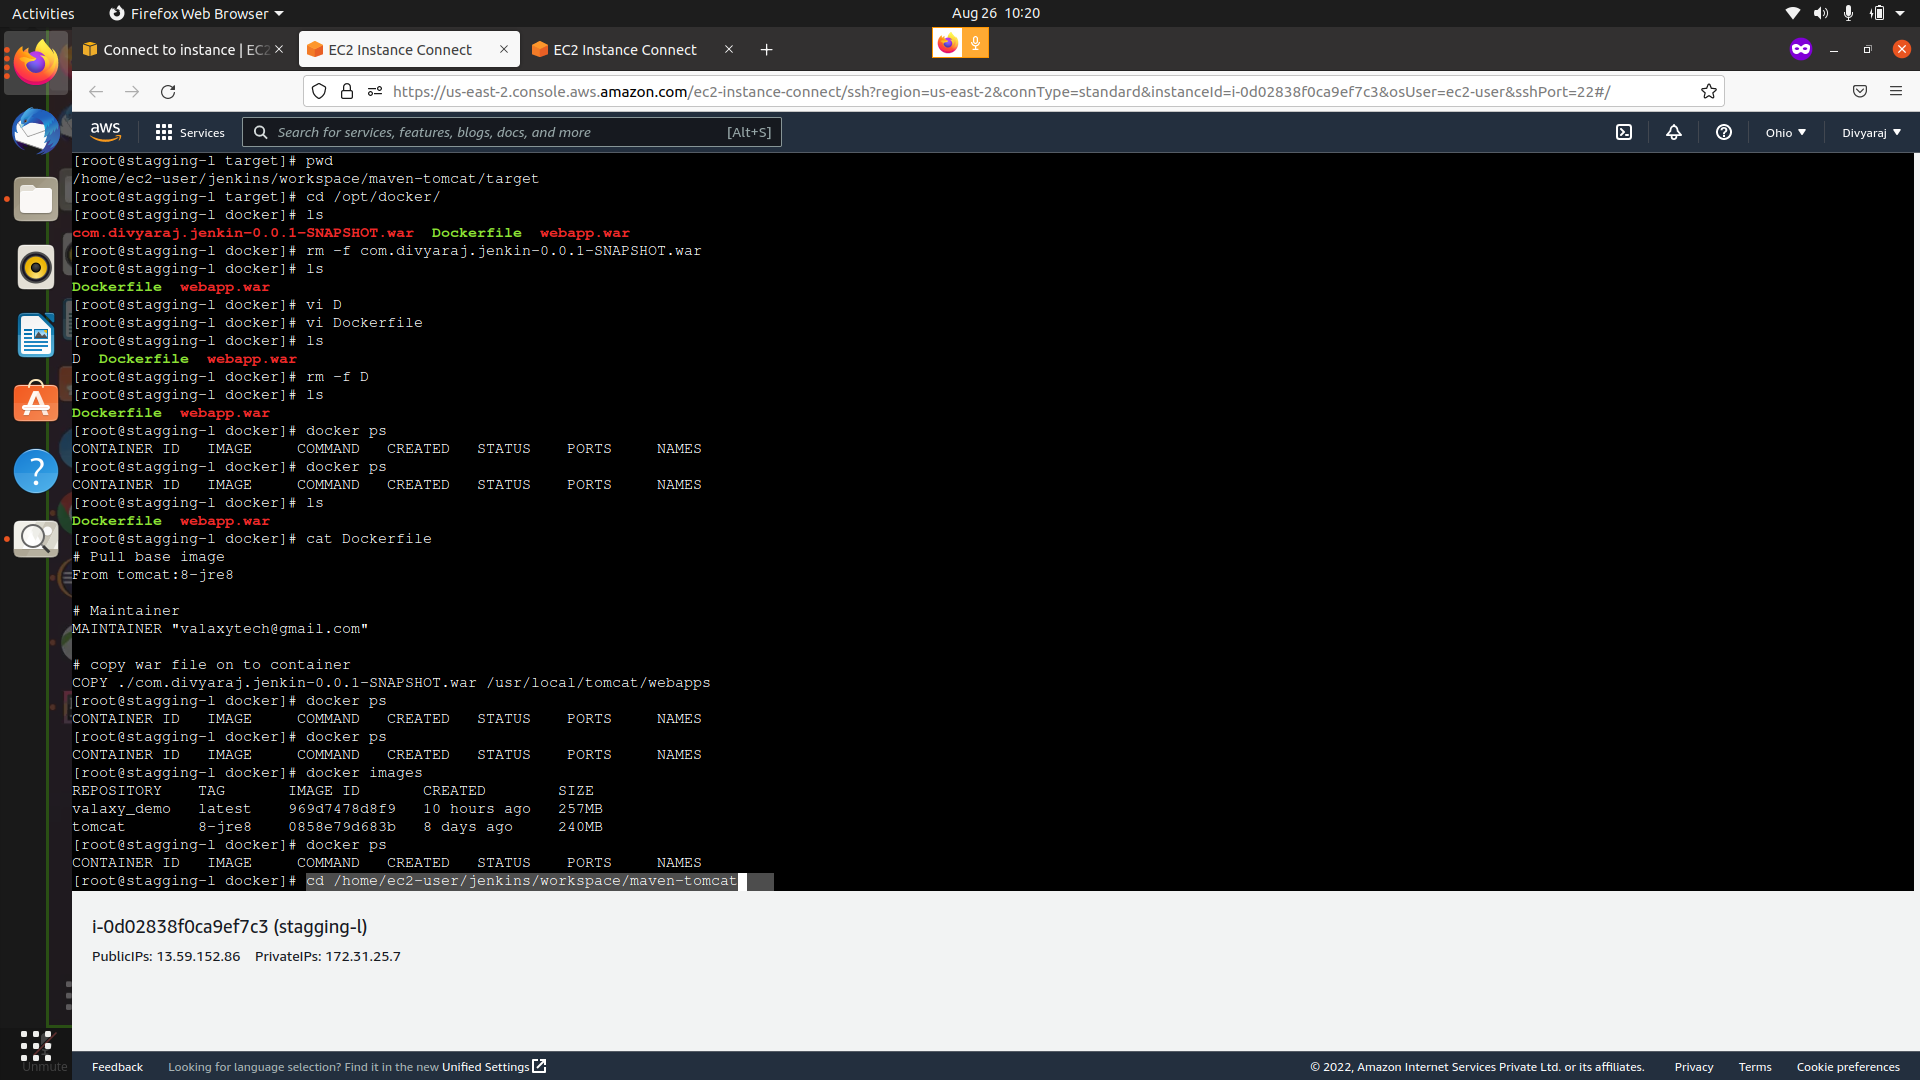 Activities
Firefox Web Browser
Aug 26 10:20
Connect to instance | EC2
EC2 Instance Connect
EC2 Instance Connect
https://us-east-2.console.aws.amazon.com/ec2-instance-connect/ssh?region=us-east-2&connType=standard&instanceId=i-0d02838f0ca9ef7c3&osUser=ec2-user&sshPort=22#/
aws
Services
Search for services, features, blogs, docs, and more
[Alt+S]
Ohio
Divyaraj
[root@stagging-l target]# pwd
/home/ec2-user/jenkins/workspace/maven-tomcat/target
[root@stagging-l target]# cd /opt/docker/
[root@stagging-l docker]# ls
com.divyaraj.jenkin-0.0.1-SNAPSHOT.war  Dockerfile  webapp.war
[root@stagging-l docker]# rm -f com.divyaraj.jenkin-0.0.1-SNAPSHOT.war
[root@stagging-l docker]# ls
Dockerfile  webapp.war
[root@stagging-l docker]# vi D
[root@stagging-l docker]# vi Dockerfile
[root@stagging-l docker]# ls
D  Dockerfile  webapp.war
[root@stagging-l docker]# rm -f D
[root@stagging-l docker]# ls
Dockerfile  webapp.war
[root@stagging-l docker]# docker ps
CONTAINER ID   IMAGE     COMMAND   CREATED   STATUS    PORTS     NAMES
[root@stagging-l docker]# docker ps
CONTAINER ID   IMAGE     COMMAND   CREATED   STATUS    PORTS     NAMES
[root@stagging-l docker]# ls
Dockerfile  webapp.war
[root@stagging-l docker]# cat Dockerfile
# Pull base image
From tomcat:8-jre8
# Maintainer
MAINTAINER "valaxytech@gmail.com"
# copy war file on to container
COPY ./com.divyaraj.jenkin-0.0.1-SNAPSHOT.war /usr/local/tomcat/webapps
[root@stagging-l docker]# docker ps
CONTAINER ID   IMAGE     COMMAND   CREATED   STATUS    PORTS     NAMES
[root@stagging-l docker]# docker ps
CONTAINER ID   IMAGE     COMMAND   CREATED   STATUS    PORTS     NAMES
[root@stagging-l docker]# docker images
REPOSITORY    TAG       IMAGE ID       CREATED        SIZE
valaxy_demo   latest    969d7478d8f9   10 hours ago   257MB
tomcat        8-jre8    0858e79d683b   8 days ago     240MB
[root@stagging-l docker]# docker ps
CONTAINER ID   IMAGE     COMMAND   CREATED   STATUS    PORTS     NAMES
[root@stagging-l docker]# cd /home/ec2-user/jenkins/workspace/maven-tomcat
i-0d02838f0ca9ef7c3 (stagging-l)
PublicIPs: 13.59.152.86 PrivateIPs: 172.31.25.7
Unmute
Feedback
Looking for language selection? Find it in the new Unified Settings
© 2022, Amazon Internet Services Private Ltd. or its affiliates.
Privacy
Terms
Cookie preferences